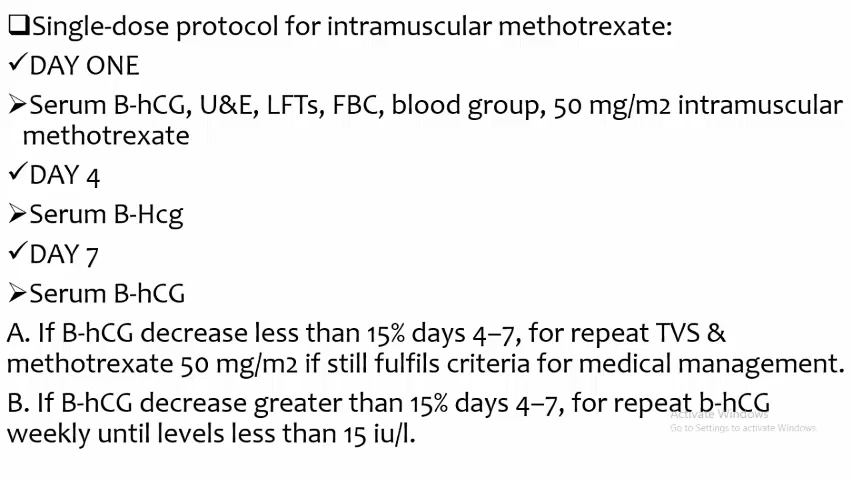 ❑Single-dose protocol for intramuscular methotrexate:
✓DAY ONE
➢Serum B-hCG, U&E, LFTs, FBC, blood group, 50 mg/m2 intramuscular
methotrexate
✓DAY 4
➢Serum B-Hcg
✓DAY 7
➢Serum B-hCG
A. If B-hCG decrease less than 15% days 4–7, for repeat TVS &
methotrexate 50 mg/m2 if still fulfils criteria for medical management.
B. If B-hCG decrease greater than 15% days 4–7, for repeat b-hCG
weekly until levels less than 15 iu/l.
Activate Windows
Go to Settings to activate Windows.